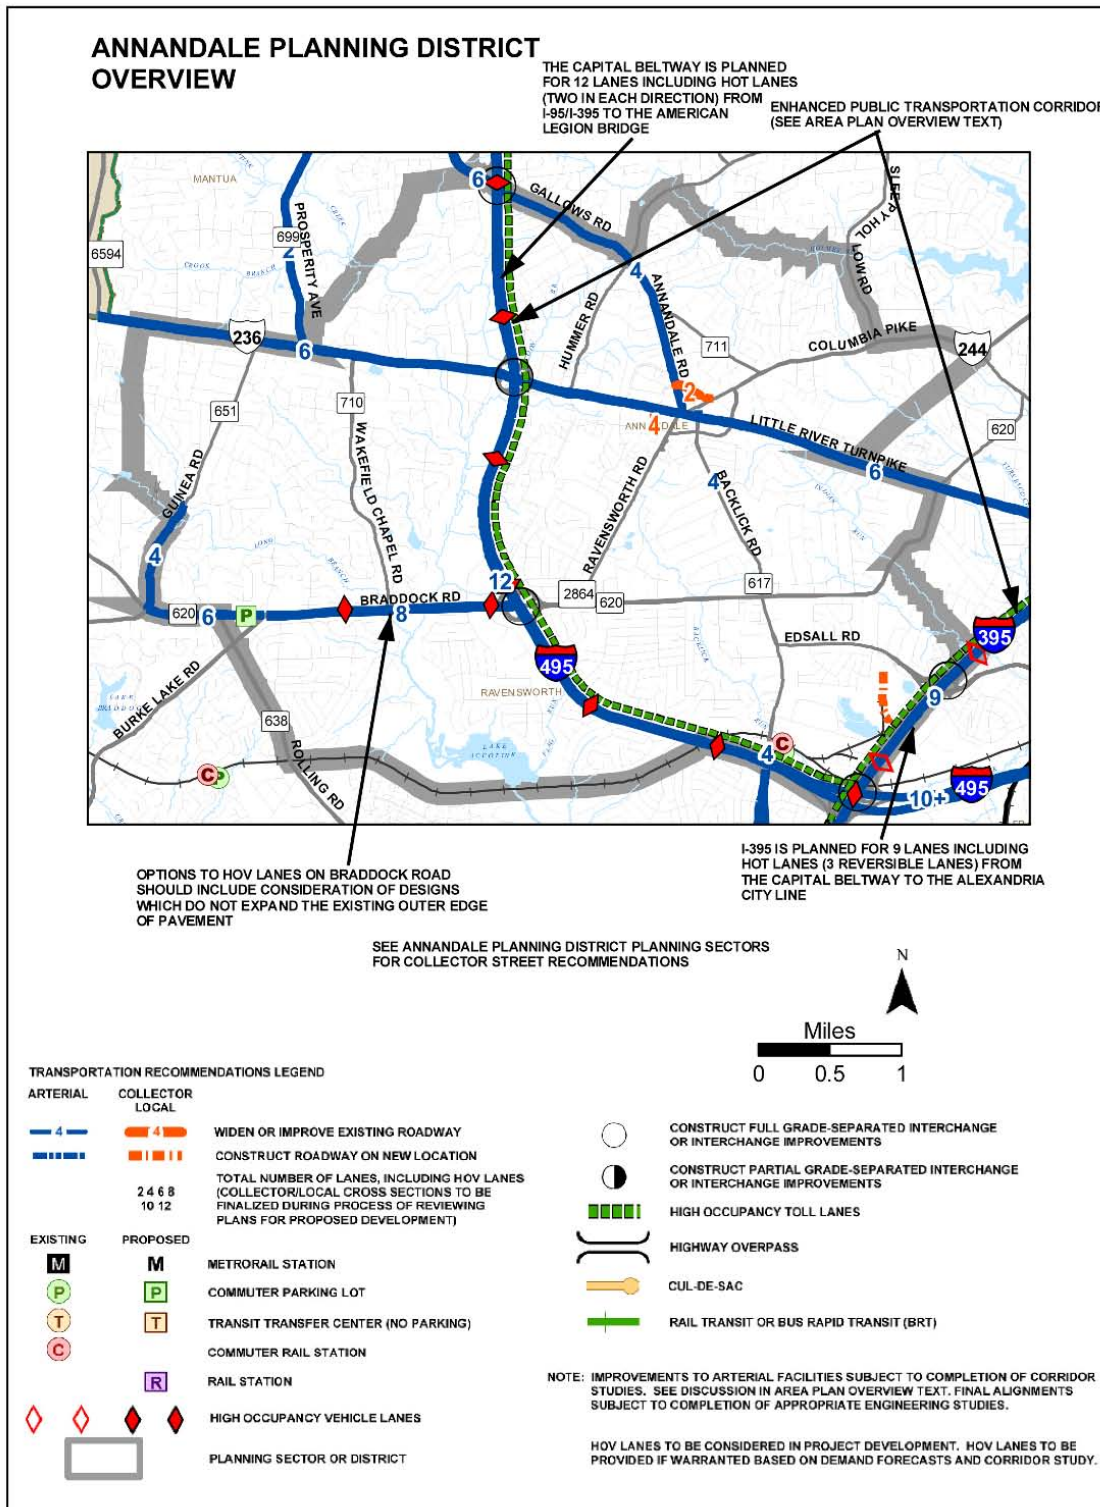 ANNANDALE PLANNING DISTRICT
OVERVIEW
THE CAPITAL BELTWAY IS PLANNED
FOR 12 LANES INCLUDING HOT LANES
(TWO IN EACH DIRECTION) FROM
I-95/I-395 TO THE AMERICAN
LEGION BRIDGE
ENHANCED PUBLIC TRANSPORTATION CORRIDOR
(SEE AREA PLAN OVERVIEW TEXT)
MANTUA
6
GALLOWS RD
SLEEPY HOL
LOW RD
6594
699
2
PROSPERITY AVE
4
ANNANDALE RD
HUMMER RD
236
6
711
COLUMBIA PIKE
244
651
710
2
4
LITTLE RIVER TURNPIKE
620
GUINEA RD
WAKEFIELD CHAPEL RD
RAVENSWORTH RD
4
BACKLICK RD
6
4
LONG
BRANCH
12
BRADDOCK RD
8
620
6
P
2864
620
617
EDSALL RD
395
495
RAVENSWORTH
9
BURKE LAKE RD
638
ROLLING RD
LAKE
C
4
C
P
10+
495
I-395 IS PLANNED FOR 9 LANES INCLUDING
HOT LANES (3 REVERSIBLE LANES) FROM
THE CAPITAL BELTWAY TO THE ALEXANDRIA
CITY LINE
OPTIONS TO HOV LANES ON BRADDOCK ROAD
SHOULD INCLUDE CONSIDERATION OF DESIGNS
WHICH DO NOT EXPAND THE EXISTING OUTER EDGE
OF PAVEMENT
SEE ANNANDALE PLANNING DISTRICT PLANNING SECTORS
FOR COLLECTOR STREET RECOMMENDATIONS
N
Miles
0 0.5 1
TRANSPORTATION RECOMMENDATIONS LEGEND
ARTERIAL COLLECTOR
LOCAL
4 4 WIDEN OR IMPROVE EXISTING ROADWAY
CONSTRUCT ROADWAY ON NEW LOCATION
TOTAL NUMBER OF LANES, INCLUDING HOV LANES
2 4 6 8 (COLLECTOR/LOCAL CROSS SECTIONS TO BE
10 12 FINALIZED DURING PROCESS OF REVIEWING
PLANS FOR PROPOSED DEVELOPMENT)
EXISTING PROPOSED
M M METRORAIL STATION
P P COMMUTER PARKING LOT
T T TRANSIT TRANSFER CENTER (NO PARKING)
C COMMUTER RAIL STATION
R RAIL STATION
HIGH OCCUPANCY VEHICLE LANES
PLANNING SECTOR OR DISTRICT
CONSTRUCT FULL GRADE-SEPARATED INTERCHANGE
OR INTERCHANGE IMPROVEMENTS
CONSTRUCT PARTIAL GRADE-SEPARATED INTERCHANGE
OR INTERCHANGE IMPROVEMENTS
HIGH OCCUPANCY TOLL LANES
HIGHWAY OVERPASS
CUL-DE-SAC
RAIL TRANSIT OR BUS RAPID TRANSIT (BRT)
NOTE: IMPROVEMENTS TO ARTERIAL FACILITIES SUBJECT TO COMPLETION OF CORRIDOR
STUDIES. SEE DISCUSSION IN AREA PLAN OVERVIEW TEXT. FINAL ALIGNMENTS
SUBJECT TO COMPLETION OF APPROPRIATE ENGINEERING STUDIES.
HOV LANES TO BE CONSIDERED IN PROJECT DEVELOPMENT. HOV LANES TO BE
PROVIDED IF WARRANTED BASED ON DEMAND FORECASTS AND CORRIDOR STUDY.